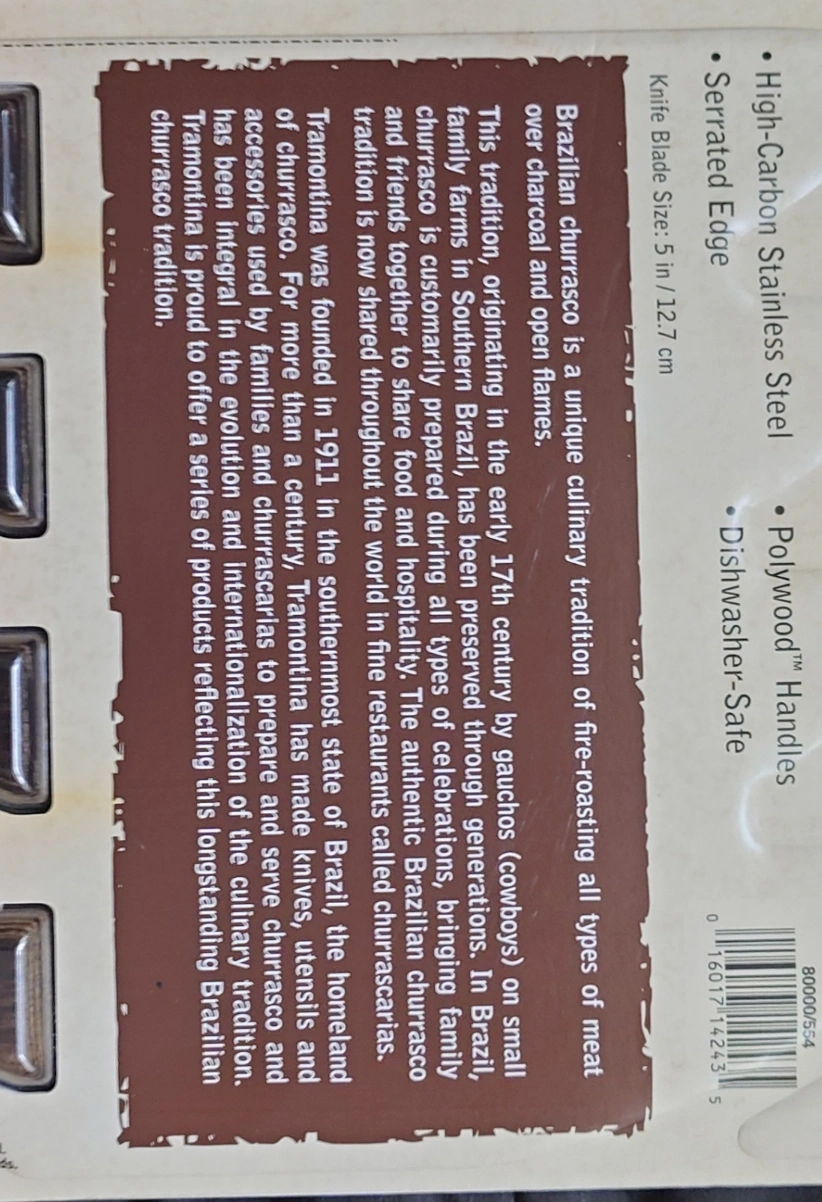 • High-Carbon Stainless Steel
• Serrated Edge
• Polywood™ Handles
• Dishwasher-Safe
Knife Blade Size: 5 in / 12.7 cm
80000/554
0 16017 14243 5
Brazilian churrasco is a unique culinary tradition of fire-roasting all types of meat
over charcoal and open flames.
This tradition, originating in the early 17th century by gauchos (cowboys) on small
family farms in Southern Brazil, has been preserved through generations. In Brazil,
churrasco is customarily prepared during all types of celebrations, bringing family
and friends together to share food and hospitality. The authentic Brazilian churrasco
tradition is now shared throughout the world in fine restaurants called churrascarias.
Tramontina was founded in 1911 in the southernmost state of Brazil, the homeland
of churrasco. For more than a century, Tramontina has made knives, utensils and
accessories used by families and churrascarias to prepare and serve churrasco and
has been integral in the evolution and internationalization of the culinary tradition.
Tramontina is proud to offer a series of products reflecting this longstanding Brazilian
churrasco tradition.